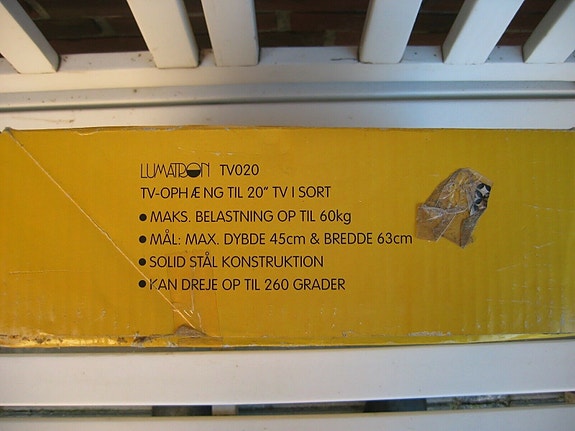 LUMATRON TV020
TV-OPHÆNG TIL 20" TV I SORT
● MAKS. BELASTNING OP TIL 60kg
● MÅL: MAX. DYBDE 45cm & BREDDE 63cm
● SOLID STÅL KONSTRUKTION
● KAN DREJE OP TIL 260 GRADER